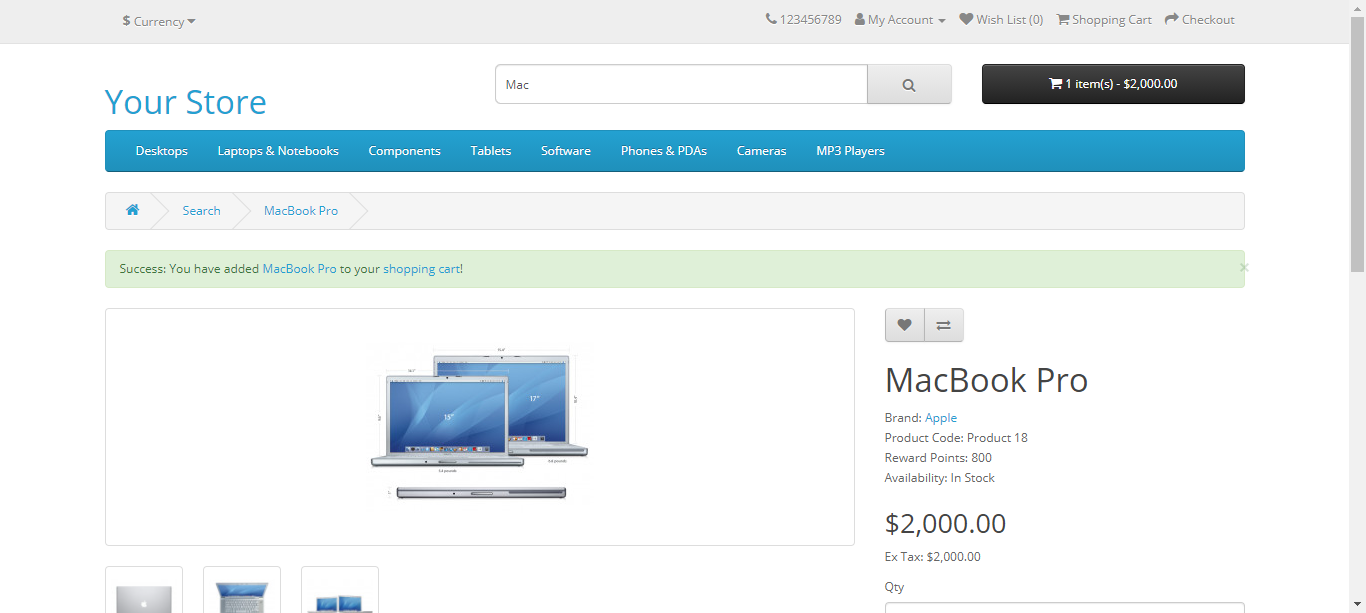 $ Currency
123456789 My Account Wish List (0) Shopping Cart Checkout
Your Store
Mac
1 item(s) - $2,000.00
Desktops Laptops & Notebooks Components Tablets Software Phones & PDAs Cameras MP3 Players
Search MacBook Pro
Success: You have added MacBook Pro to your shopping cart!
×
15"
17"
MacBook Pro
Brand: Apple
Product Code: Product 18
Reward Points: 800
Availability: In Stock
$2,000.00
Ex Tax: $2,000.00
Qty